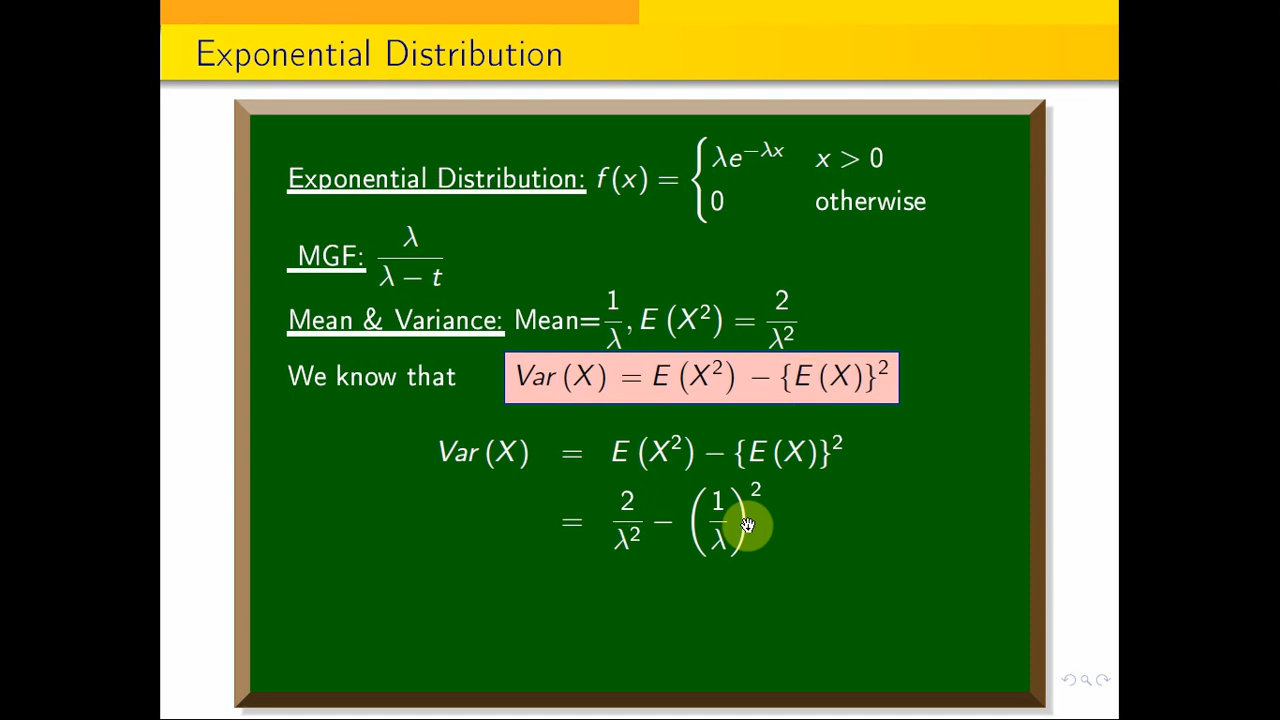 Exponential Distribution
Exponential Distribution: f(x) = { λe^{−λx} x > 0
0 otherwise
MGF: λ/(λ − t)
Mean & Variance: Mean=1/λ, E(X²) = 2/λ²
We know that Var(X) = E(X²) − {E(X)}²
Var(X) = E(X²) − {E(X)}²
= 2/λ² − (1/λ)²